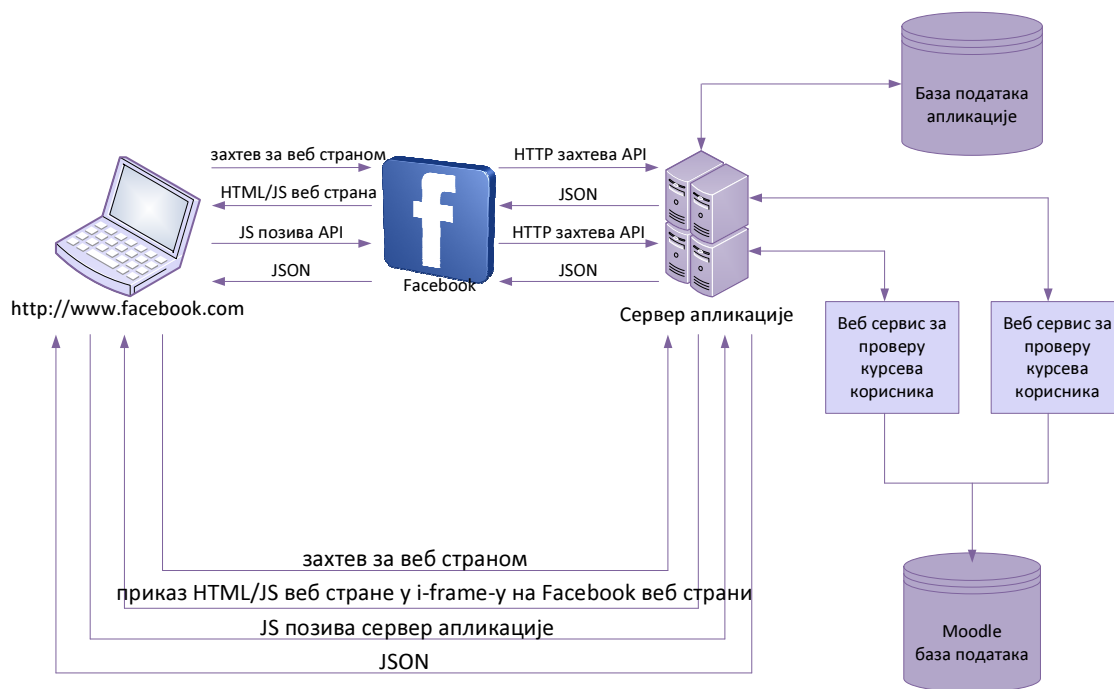 База података
апликације
захтев за веб страном
HTTP захтева API
HTML/JS веб страна
JSON
JS позива API
HTTP захтева API
JSON
JSON
f
Facebook
http://www.facebook.com
Сервер апликације
Веб сервис за
проверу
курсева
корисника
Веб сервис за
проверу
курсева
корисника
захтев за веб страном
приказ HTML/JS веб стране у i-frame-у на Facebook веб страни
JS позива сервер апликације
JSON
Moodle
база података